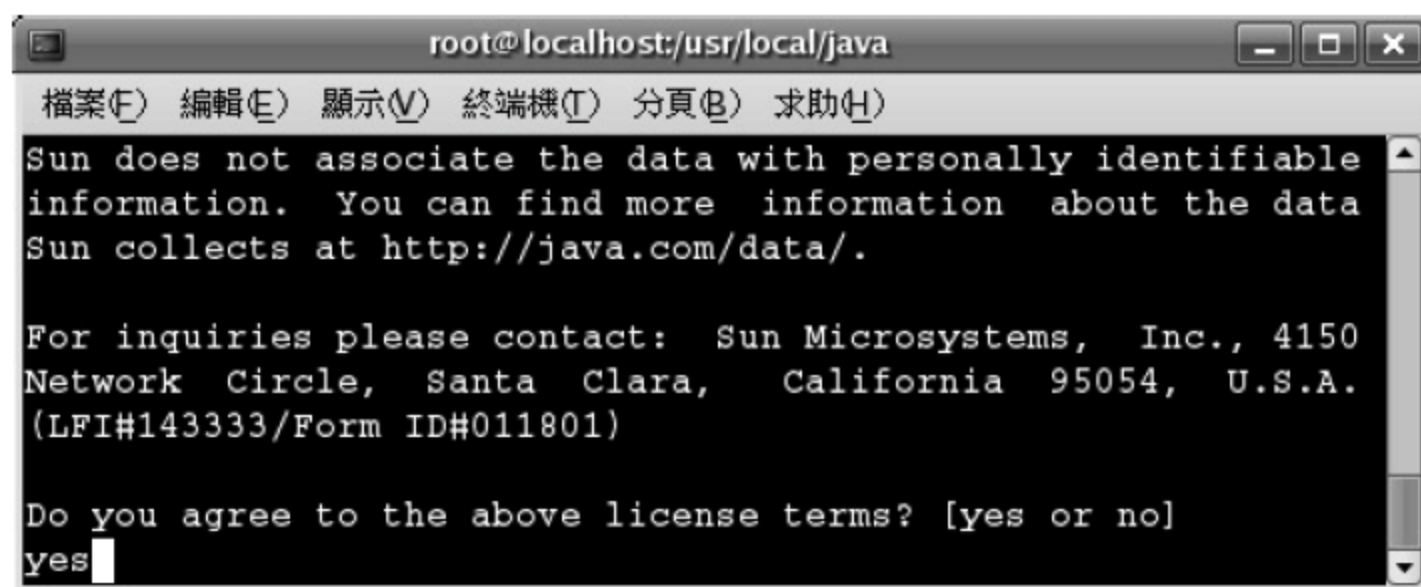 root@localhost:/usr/local/java
檔案(F) 編輯(E) 顯示(V) 終端機(T) 分頁(B) 求助(H)
Sun does not associate the data with personally identifiable
information.  You can find more  information  about the data
Sun collects at http://java.com/data/.
For inquiries please contact:  Sun Microsystems,  Inc., 4150
Network  Circle,  Santa  Clara,   California  95054,  U.S.A.
(LFI#143333/Form ID#011801)
Do you agree to the above license terms? [yes or no]
yes